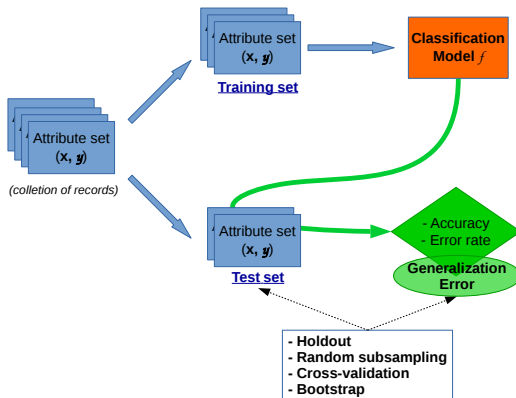 Attribute set
(x, y)
Training set
Classification
Model f
Attribute set
(x, y)
(colletion of records)
Attribute set
(x, y)
Test set
- Accuracy
- Error rate
Generalization
Error
- Holdout
- Random subsampling
- Cross-validation
- Bootstrap